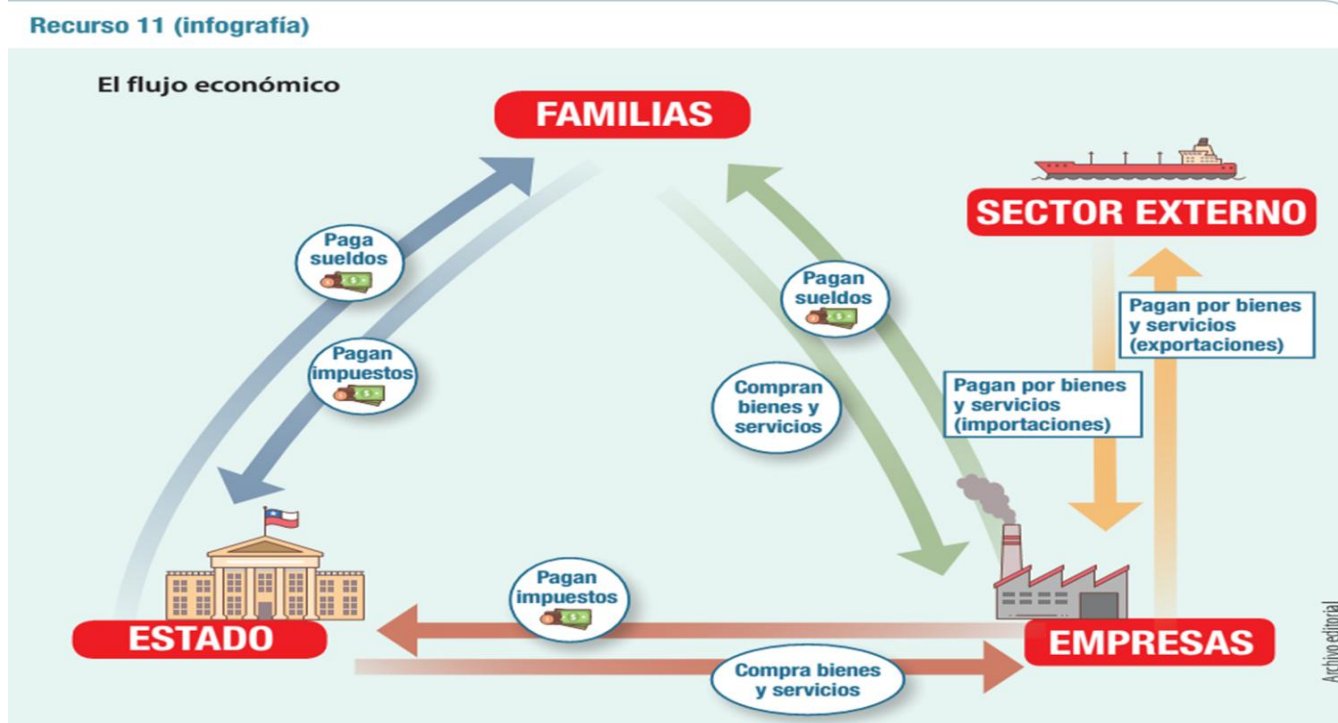 Recurso 11 (infografía)
El flujo económico
FAMILIAS
SECTOR EXTERNO
Paga
sueldos
Pagan
sueldos
Pagan por bienes
y servicios
(exportaciones)
Pagan
impuestos
Compran
bienes y
servicios
Pagan por bienes
y servicios
(importaciones)
Pagan
impuestos
ESTADO
EMPRESAS
Compra bienes
y servicios
Archivo editorial